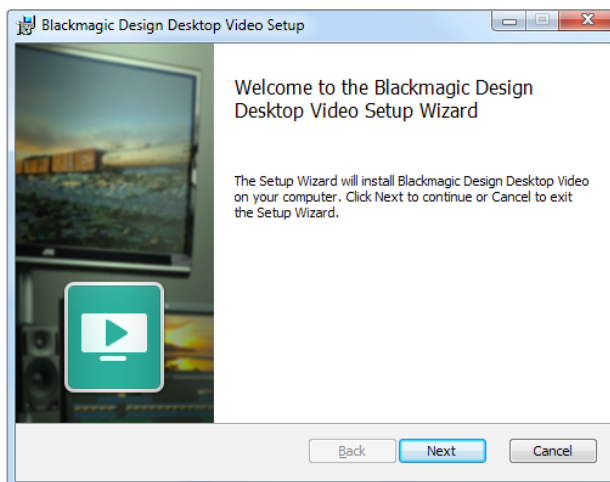 Blackmagic Design Desktop Video Setup
Welcome to the Blackmagic Design
Desktop Video Setup Wizard
The Setup Wizard will install Blackmagic Design Desktop Video
on your computer. Click Next to continue or Cancel to exit
the Setup Wizard.
JVC
Back
Next
Cancel